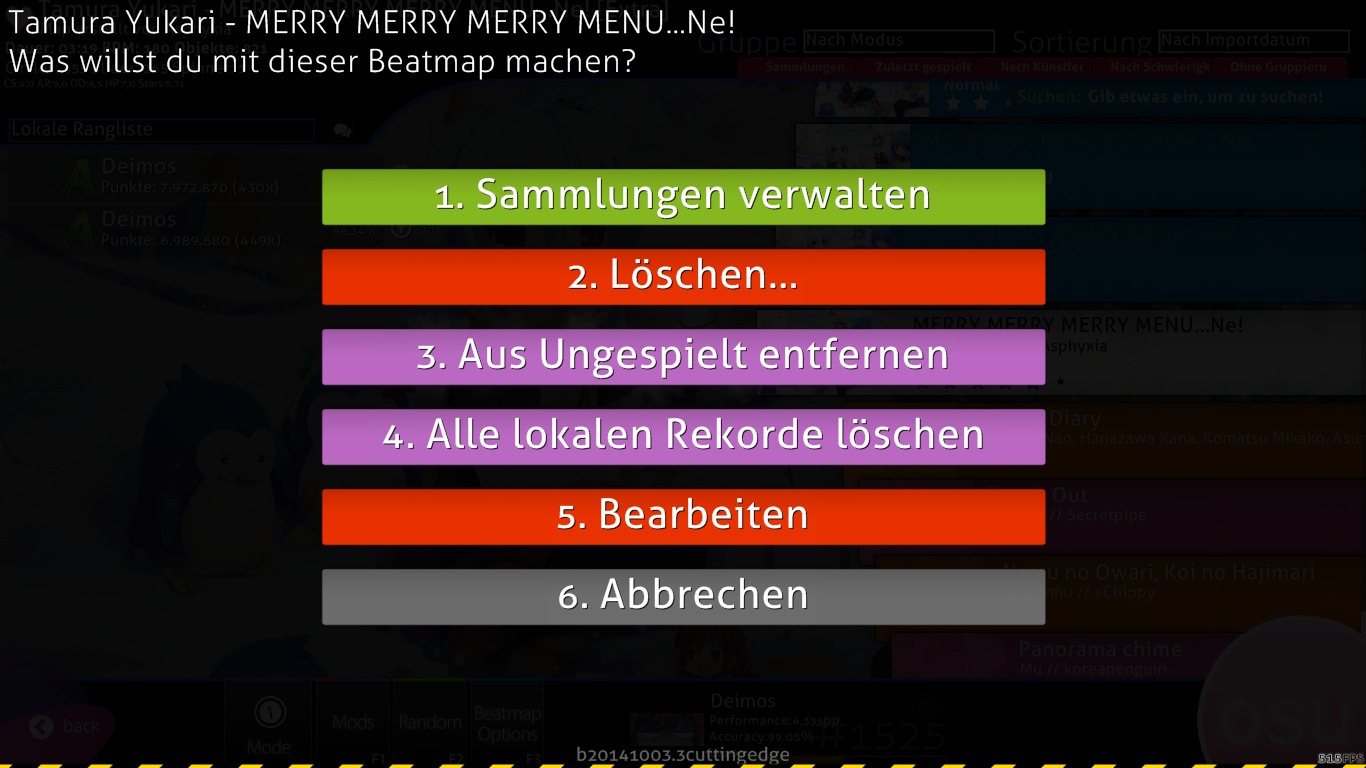 Tamura Yukari - MERRY MERRY MERRY MENU...Ne!
Was willst du mit dieser Beatmap machen?
Gruppe Nach Modus Sortierung Nach Importdatum
Sammlungen Zuletzt gespielt Nach Künstler Nach Schwierigk Ohne Gruppieru
Normal
Suchen: Gib etwas ein, um zu suchen!
Lokale Rangliste
A Deimos
Punkte: 7.972.870 (430x)
A Deimos
Punkte: 6.989.680 (449x)
1. Sammlungen verwalten
2. Löschen...
3. Aus Ungespielt entfernen
4. Alle lokalen Rekorde löschen
5. Bearbeiten
6. Abbrechen
MERRY MERRY MERRY MENU...Ne!
Asphyxia
Diary
Nao, Hanazawa Kana, Komatsu Mikako, Asu
Out
// Secretpipe
no Owari, Koi no Hajimari
// xChippy
Panorama chime
Mu // koreapenguin
back
1
Mode
Mods
F1
Random
F2
Beatmap
Options
F3
Deimos
Performance:4,335pp
Accuracy:99.05%
#1525
osu
b20141003.3cuttingedge
515FPS